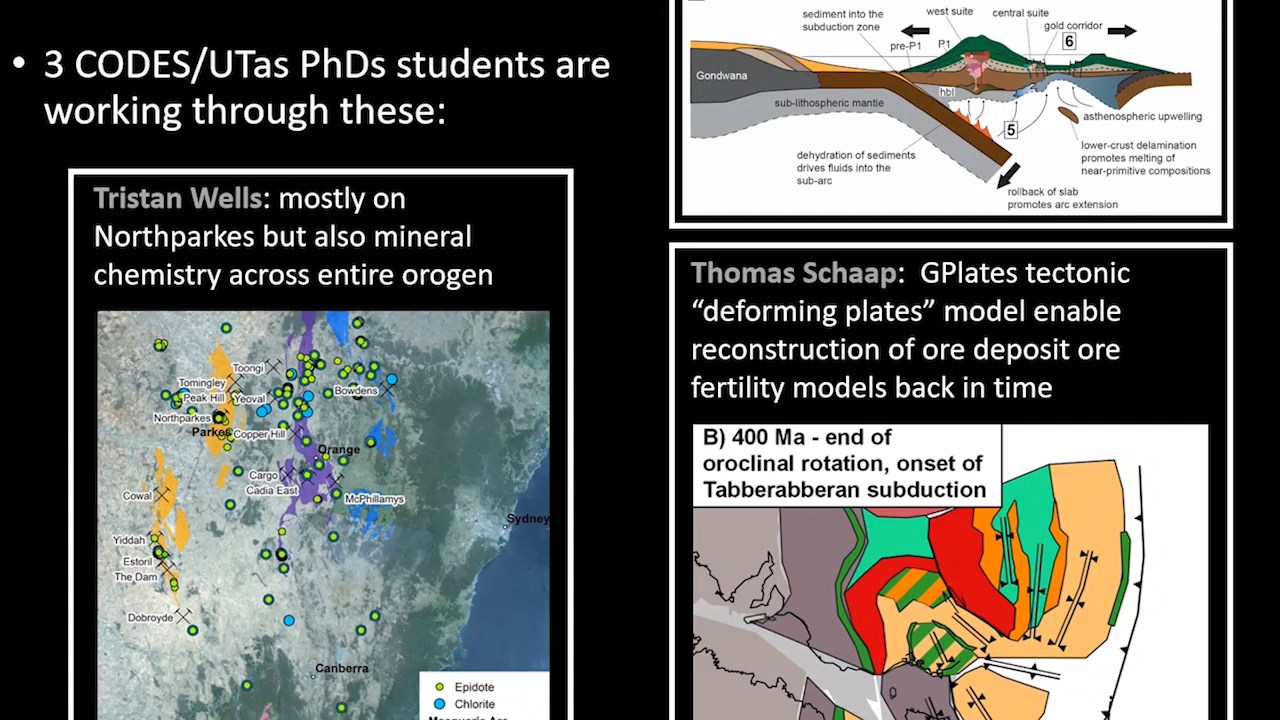 • 3 CODES/UTas PhDs students are
working through these:
Tristan Wells: mostly on
Northparkes but also mineral
chemistry across entire orogen
Toongi
Tomingley
Bowdens
Peak Hill
Yeoval
Northparkes
Parkes
Copper Hill
Orange
Cargo
Cadia East
Cowal
McPhillamys
Sydney
Yiddah
Estoril
The Dam
Dobroyde
Canberra
Epidote
Chlorite
Macquarie Arc
sediment into the
subduction zone
west suite
central suite
gold corridor
6
pre-P1
P1
Gondwana
hbl
sub-lithospheric mantle
5
asthenospheric upwelling
dehydration of sediments
drives fluids into the
sub-arc
lower-crust delamination
promotes melting of
near-primitive compositions
rollback of slab
promotes arc extension
Thomas Schaap: GPlates tectonic
“deforming plates” model enable
reconstruction of ore deposit ore
fertility models back in time
B) 400 Ma - end of
oroclinal rotation, onset of
Tabberabberan subduction